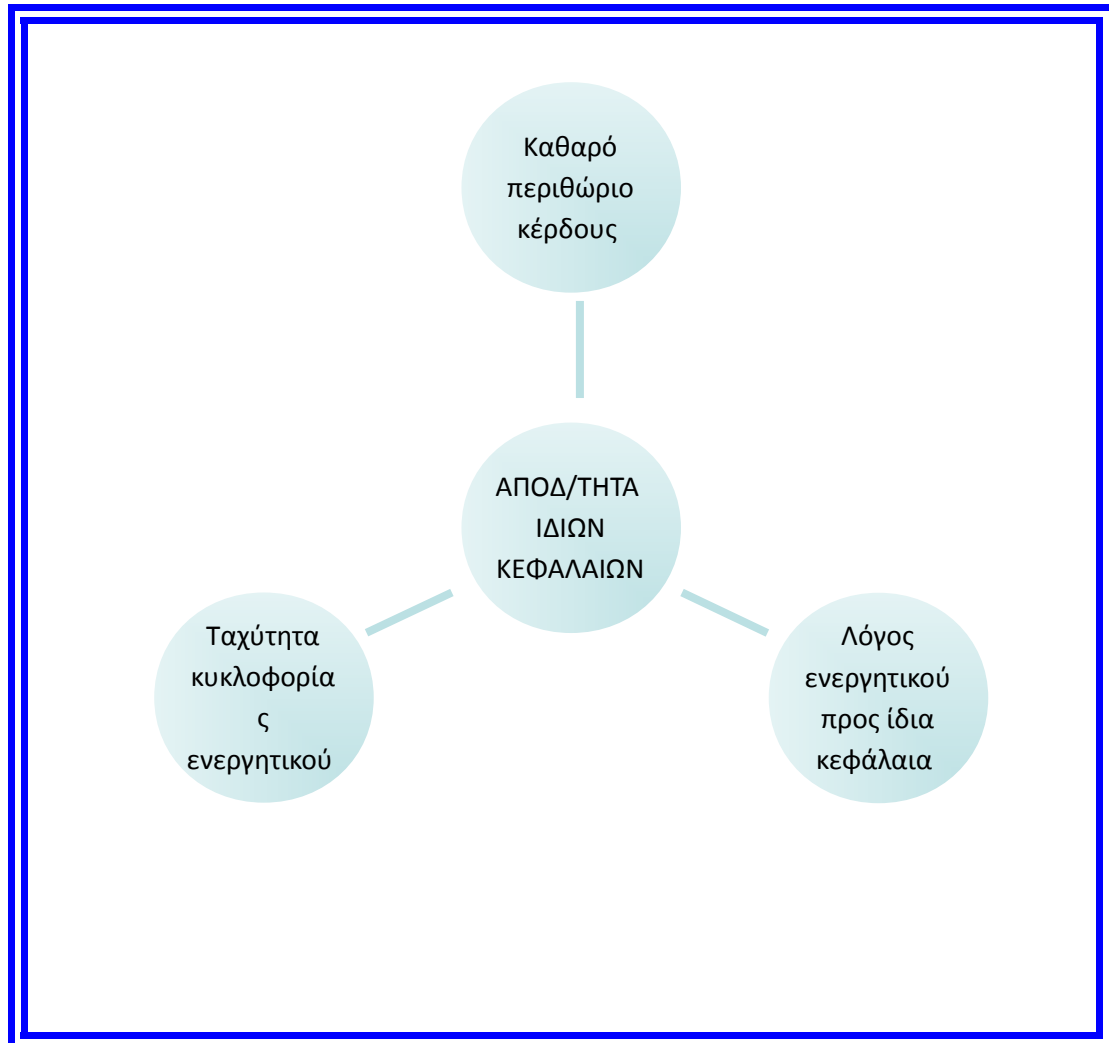 Καθαρό
περιθώριο
κέρδους
ΑΠΟΔ/ΤΗΤΑ
ΙΔΙΩΝ
ΚΕΦΑΛΑΙΩΝ
Ταχύτητα
κυκλοφορία
ς
ενεργητικού
Λόγος
ενεργητικού
προς ίδια
κεφάλαια